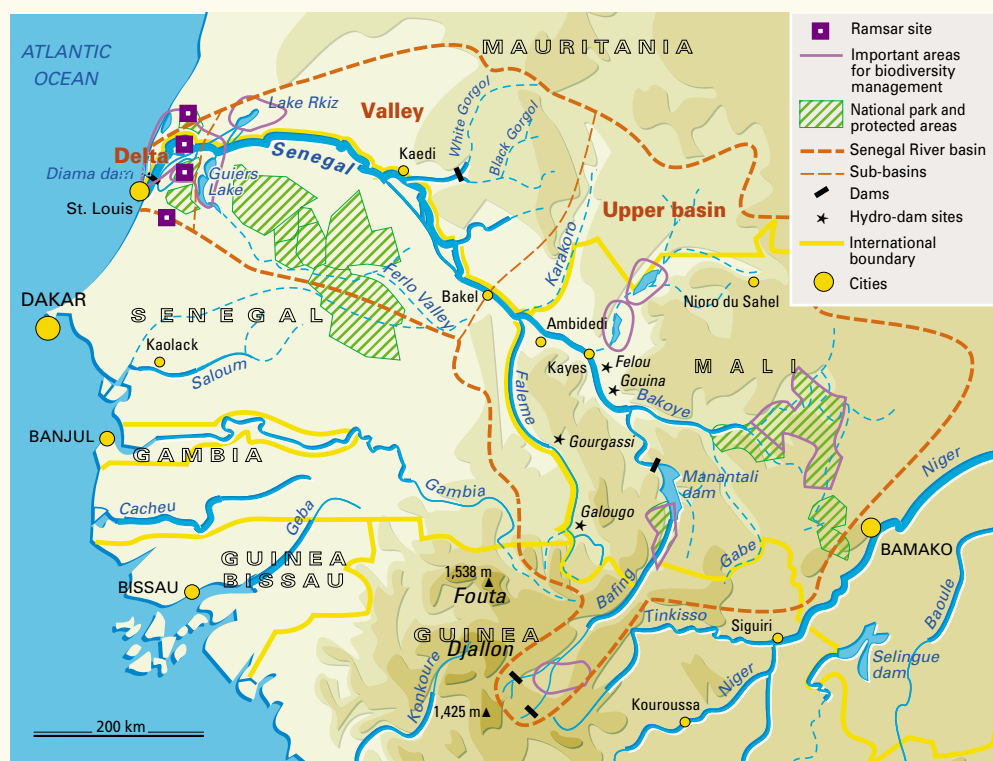 ATLANTIC
OCEAN
MAURITANIA
Lake Rkiz
Valley
White Gorgol
Black Gorgol
Kaedi
Senegal
Delta
Diama dam
Guiers
Lake
St. Louis
Upper basin
Karakoro
Ferlo Valley
Bakel
Nioro du Sahel
DAKAR
SENEGAL
Ambidedi
Kaolack
Saloum
Kayes
Felou
Gouina
MALI
Faleme
Bakoye
BANJUL
GAMBIA
Gourgassi
Niger
Manantali
dam
Gambia
Cacheu
Geba
Galougo
GUINEA
BISSAU
Gabe
BAMAKO
BISSAU
1,538 m
Fouta
Bafing
Baoule
Tinkisso
Siguiri
GUINEA
Djallon
Selingue
dam
Konkoure
Niger
1,425 m
Kouroussa
200 km
Ramsar site
Important areas
for biodiversity
management
National park and
protected areas
Senegal River basin
Sub-basins
Dams
Hydro-dam sites
International
boundary
Cities